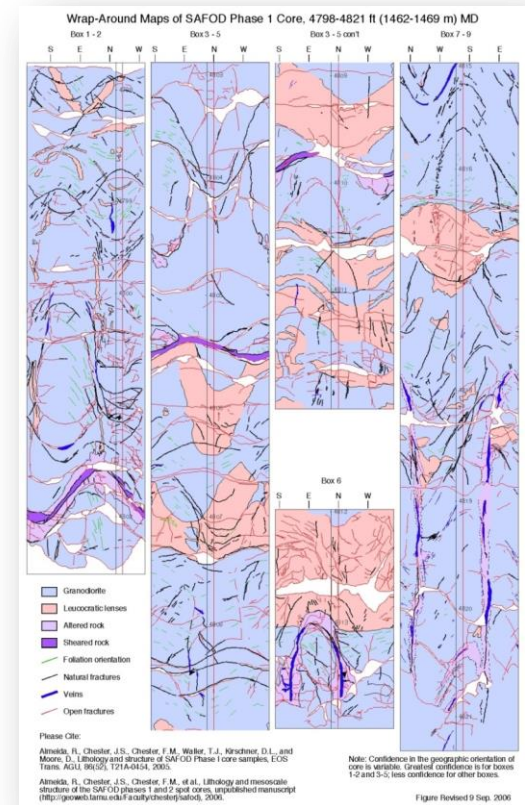 Wrap-Around Maps of SAFOD Phase 1 Core, 4798-4821 ft (1462-1469 m) MD
Box 1 - 2
Box 3 - 5
Box 3 - 5 con't
Box 7 - 9
S E N W
S E N W
S E N W
N W S E
Box 6
S E N W
Granodiorite
Leucocratic lenses
Altered rock
Sheared rock
Foliation orientation
Natural fractures
Veins
Open fractures
Please Cite:
Almeida, R., Chester, J.S., Chester, F.M., Waller, T.J., Kirschner, D.L., and
Moore, D., Lithology and structure of SAFOD Phase I core samples, EOS
Trans. AGU, 86(52), T21A-0454, 2005.
Almeida, R., Chester, J.S., Chester, F.M., et al., Lithology and mesoscale
structure of the SAFOD phases 1 and 2 spot cores, unpublished manuscript
(http://geoweb.tamu.edu/Faculty/chesterj/safod), 2006.
Note: Confidence in the geographic orientation of
core is variable. Greatest confidence is for boxes
1-2 and 3-5; less confidence for other boxes.
Figure Revised 9 Sep. 2006